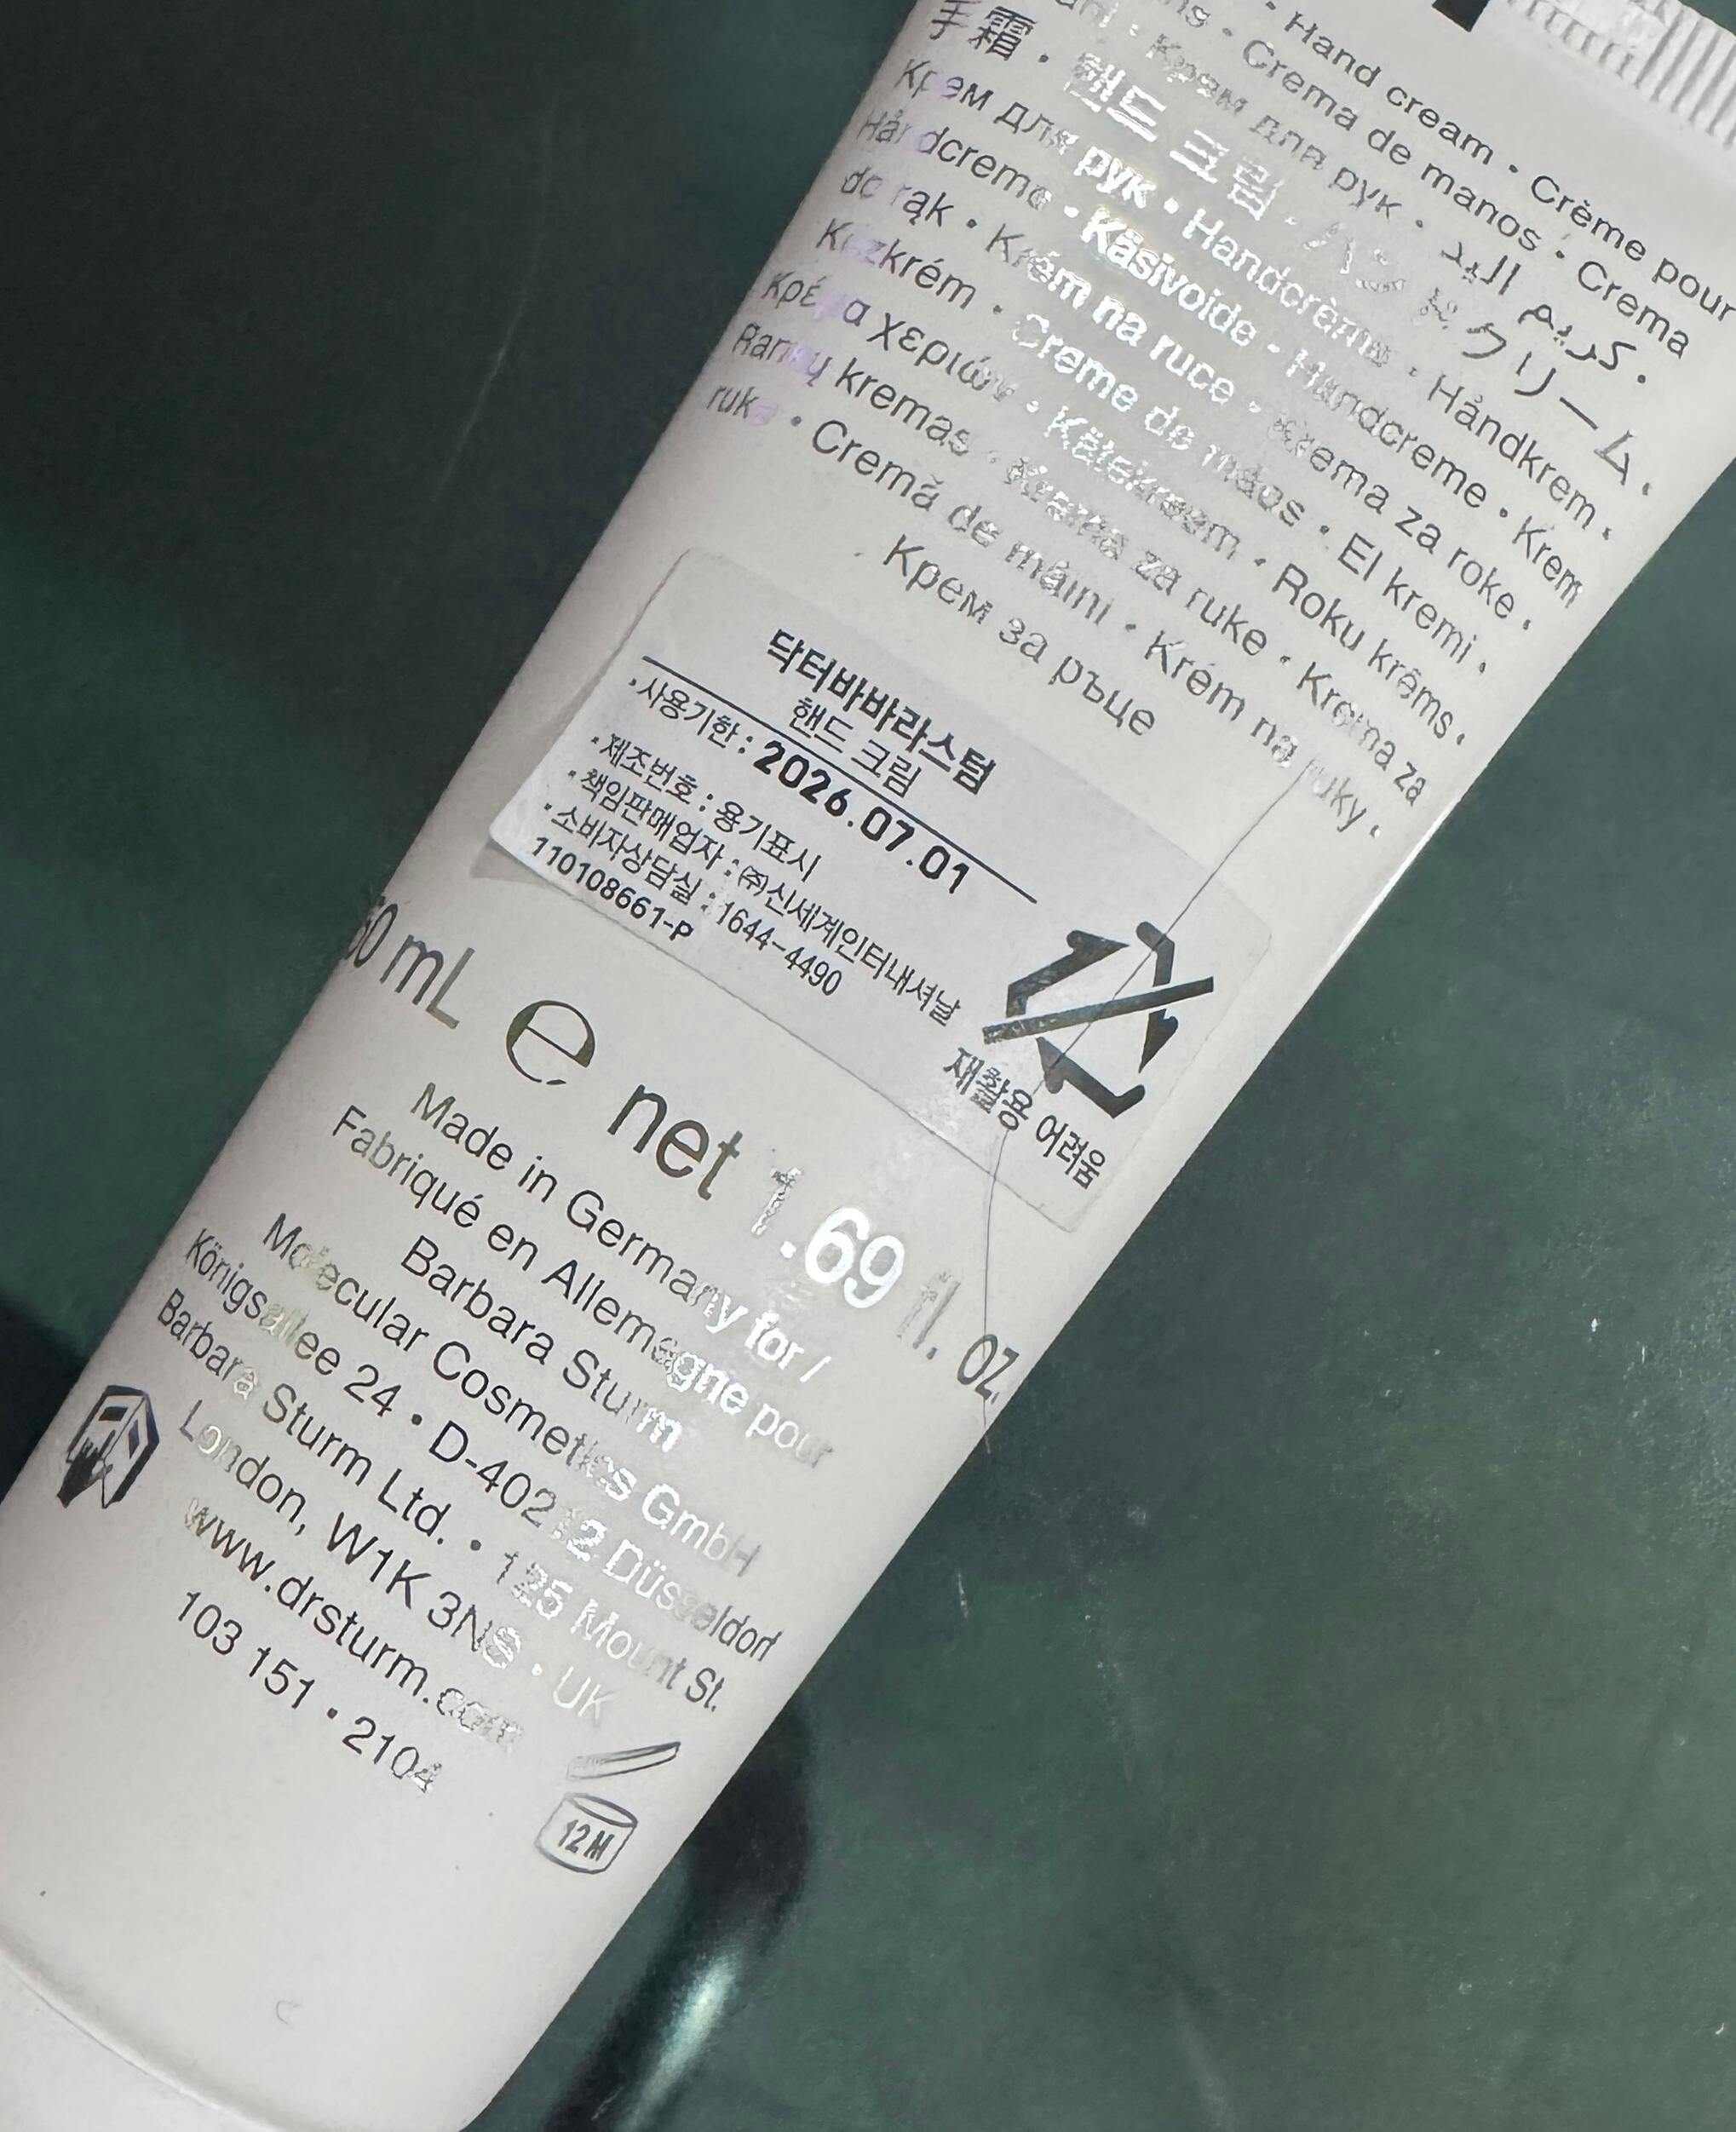 • Hand cream • Crème pour
• Crema de manos • Crema
• Крем для рук • كريم اليد •
手霜 • 핸드 크림 • ハンドクリーム •
Крем для рук • Handcrème • Håndkrem •
Håndcreme • Käsivoide • Handcreme • Krem
do rąk • Krém na ruce • Krema za roke •
Kézkrém • Creme de mãos • El kremi •
Κρέμα χεριών • Kätekreem • Roku krēms •
Rankų kremas • Krema za ruke • Krema za
ruke • Cremă de mâini • Krém na ruky •
Крем за ръце
닥터바바라스텀
핸드 크림
•사용기한 : 2026.07.01
•제조번호 : 용기표시
•책임판매업자 : ㈜신세계인터내셔날
•소비자상담실 : 1644-4490
110108661-P
재활용 어려움
50 mL e net 1.69 fl. oz.
Made in Germany for /
Fabriqué en Allemagne pour
Barbara Sturm
Molecular Cosmetics GmbH
Königsallee 24 • D-40212 Düsseldorf
Barbara Sturm Ltd. • 125 Mount St.
London, W1K 3NS • UK
www.drsturm.com
103 151 • 2104
12M